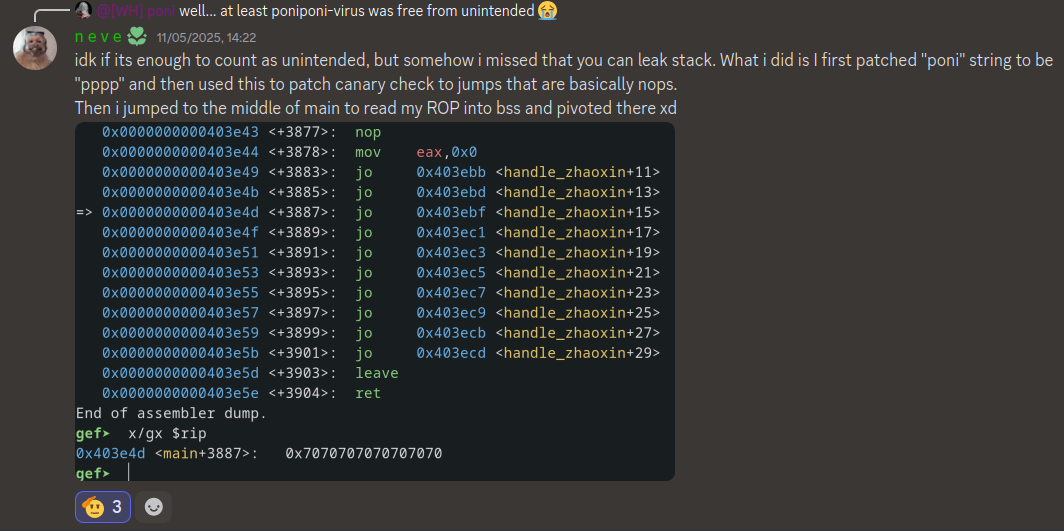 @[WH] poni well... at least poniponi-virus was free from unintended 😭
n e v e 11/05/2025, 14:22
idk if its enough to count as unintended, but somehow i missed that you can leak stack. What i did is I first patched "poni" string to be
"pppp" and then used this to patch canary check to jumps that are basically nops.
Then i jumped to the middle of main to read my ROP into bss and pivoted there xd
0x0000000000403e43 <+3877>: nop
0x0000000000403e44 <+3878>: mov eax,0x0
0x0000000000403e49 <+3883>: jo 0x403ebb <handle_zhaoxin+11>
0x0000000000403e4b <+3885>: jo 0x403ebd <handle_zhaoxin+13>
=> 0x0000000000403e4d <+3887>: jo 0x403ebf <handle_zhaoxin+15>
0x0000000000403e4f <+3889>: jo 0x403ec1 <handle_zhaoxin+17>
0x0000000000403e51 <+3891>: jo 0x403ec3 <handle_zhaoxin+19>
0x0000000000403e53 <+3893>: jo 0x403ec5 <handle_zhaoxin+21>
0x0000000000403e55 <+3895>: jo 0x403ec7 <handle_zhaoxin+23>
0x0000000000403e57 <+3897>: jo 0x403ec9 <handle_zhaoxin+25>
0x0000000000403e59 <+3899>: jo 0x403ecb <handle_zhaoxin+27>
0x0000000000403e5b <+3901>: jo 0x403ecd <handle_zhaoxin+29>
0x0000000000403e5d <+3903>: leave
0x0000000000403e5e <+3904>: ret
End of assembler dump.
gef➤ x/gx $rip
0x403e4d <main+3887>: 0x7070707070707070
gef➤
3